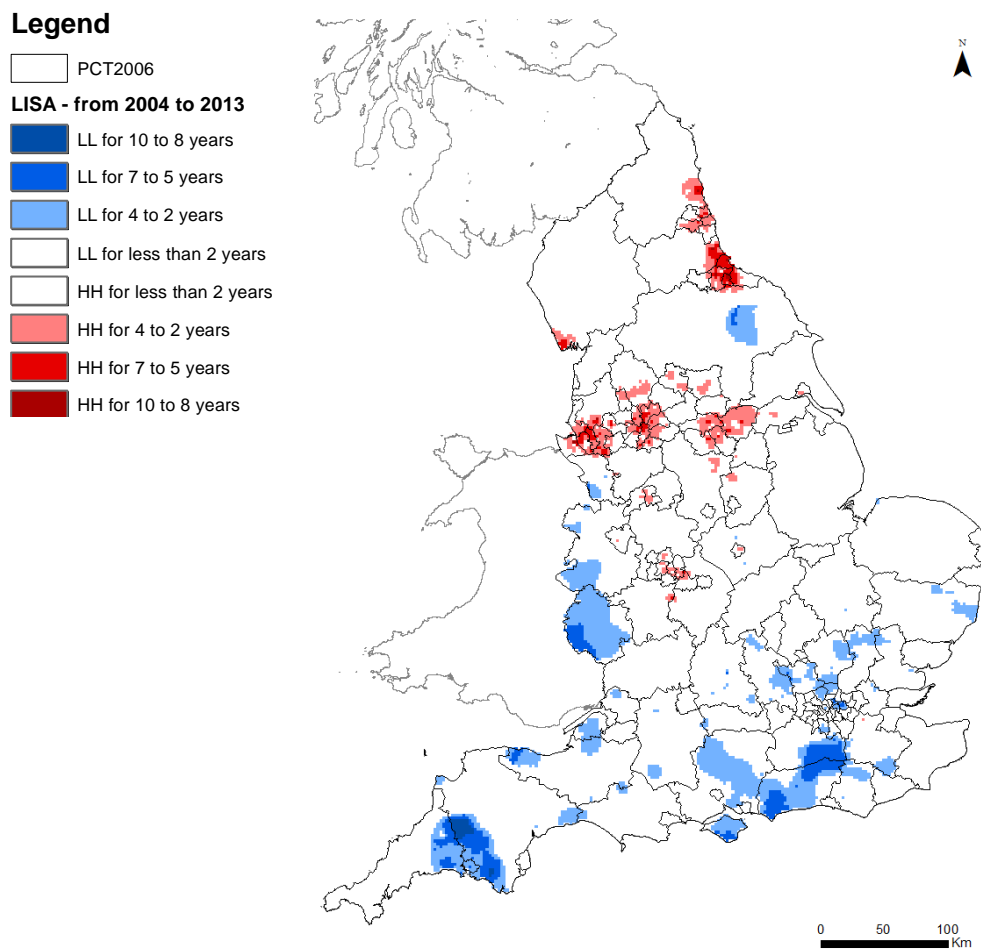 Legend
PCT2006
LISA - from 2004 to 2013
LL for 10 to 8 years
LL for 7 to 5 years
LL for 4 to 2 years
LL for less than 2 years
HH for less than 2 years
HH for 4 to 2 years
HH for 7 to 5 years
HH for 10 to 8 years
N
0 50 100
Km